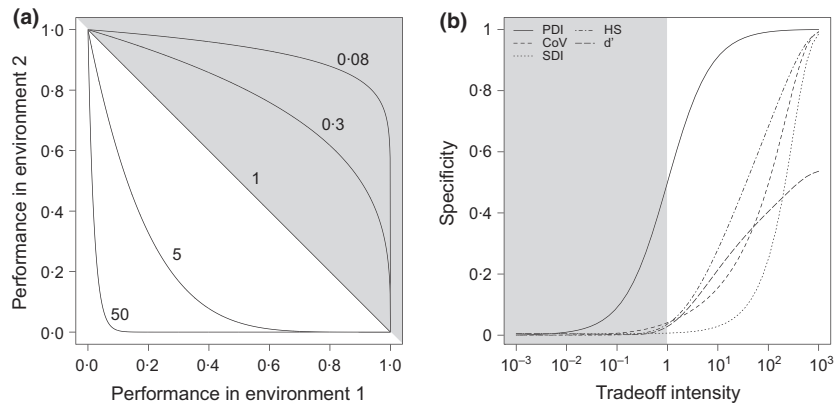 (a)
Performance in environment 2
1·0
0·8
0·6
0·4
0·2
0·0
0·08
0·3
1
5
50
0·0 0·2 0·4 0·6 0·8 1·0
Performance in environment 1
(b)
Specificity
1
0·8
0·6
0·4
0·2
0
PDI HS
CoV d'
SDI
10⁻³ 10⁻² 10⁻¹ 1 10¹ 10² 10³
Tradeoff intensity